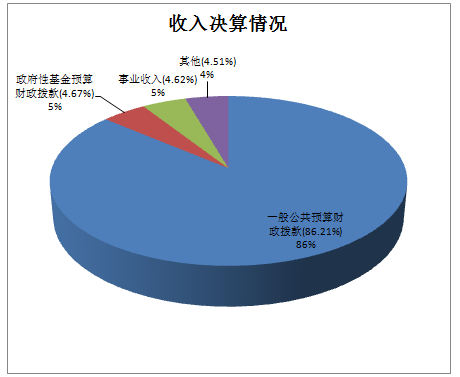 收入决算情况
其他(4.51%)
4%
政府性基金预算
财政拨款(4.67%)
5%
事业收入(4.62%)
5%
一般公共预算财
政拨款(86.21%)
86%